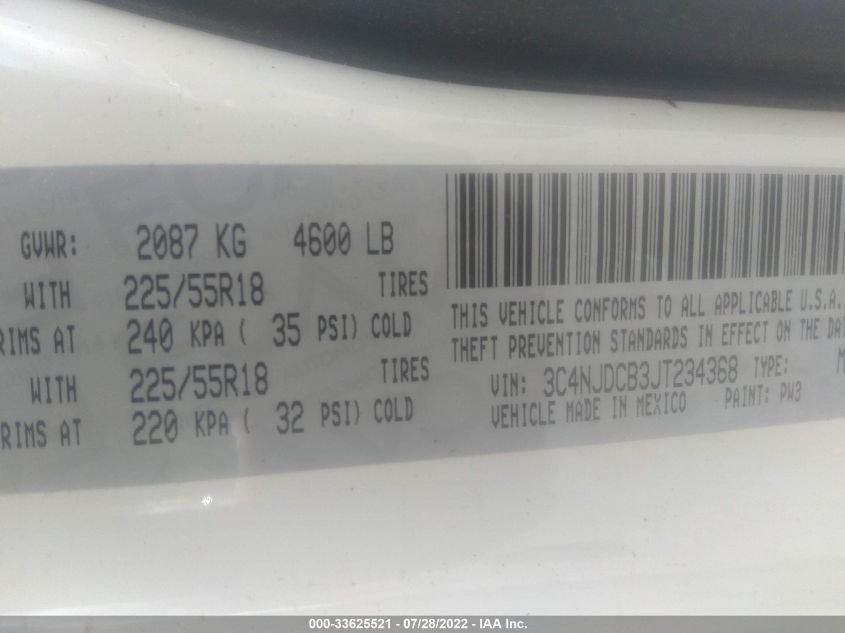 GVWR: 2087 KG 4600 LB
WITH 225/55R18 TIRES
RIMS AT 240 KPA ( 35 PSI) COLD
WITH 225/55R18 TIRES
RIMS AT 220 KPA ( 32 PSI) COLD
THIS VEHICLE CONFORMS TO ALL APPLICABLE U.S.A.
THEFT PREVENTION STANDARDS IN EFFECT ON THE DAT
VIN: 3C4NJDCB3JT234368 TYPE: M
VEHICLE MADE IN MEXICO PAINT: PW3
000-33625521 - 07/28/2022 - IAA Inc.